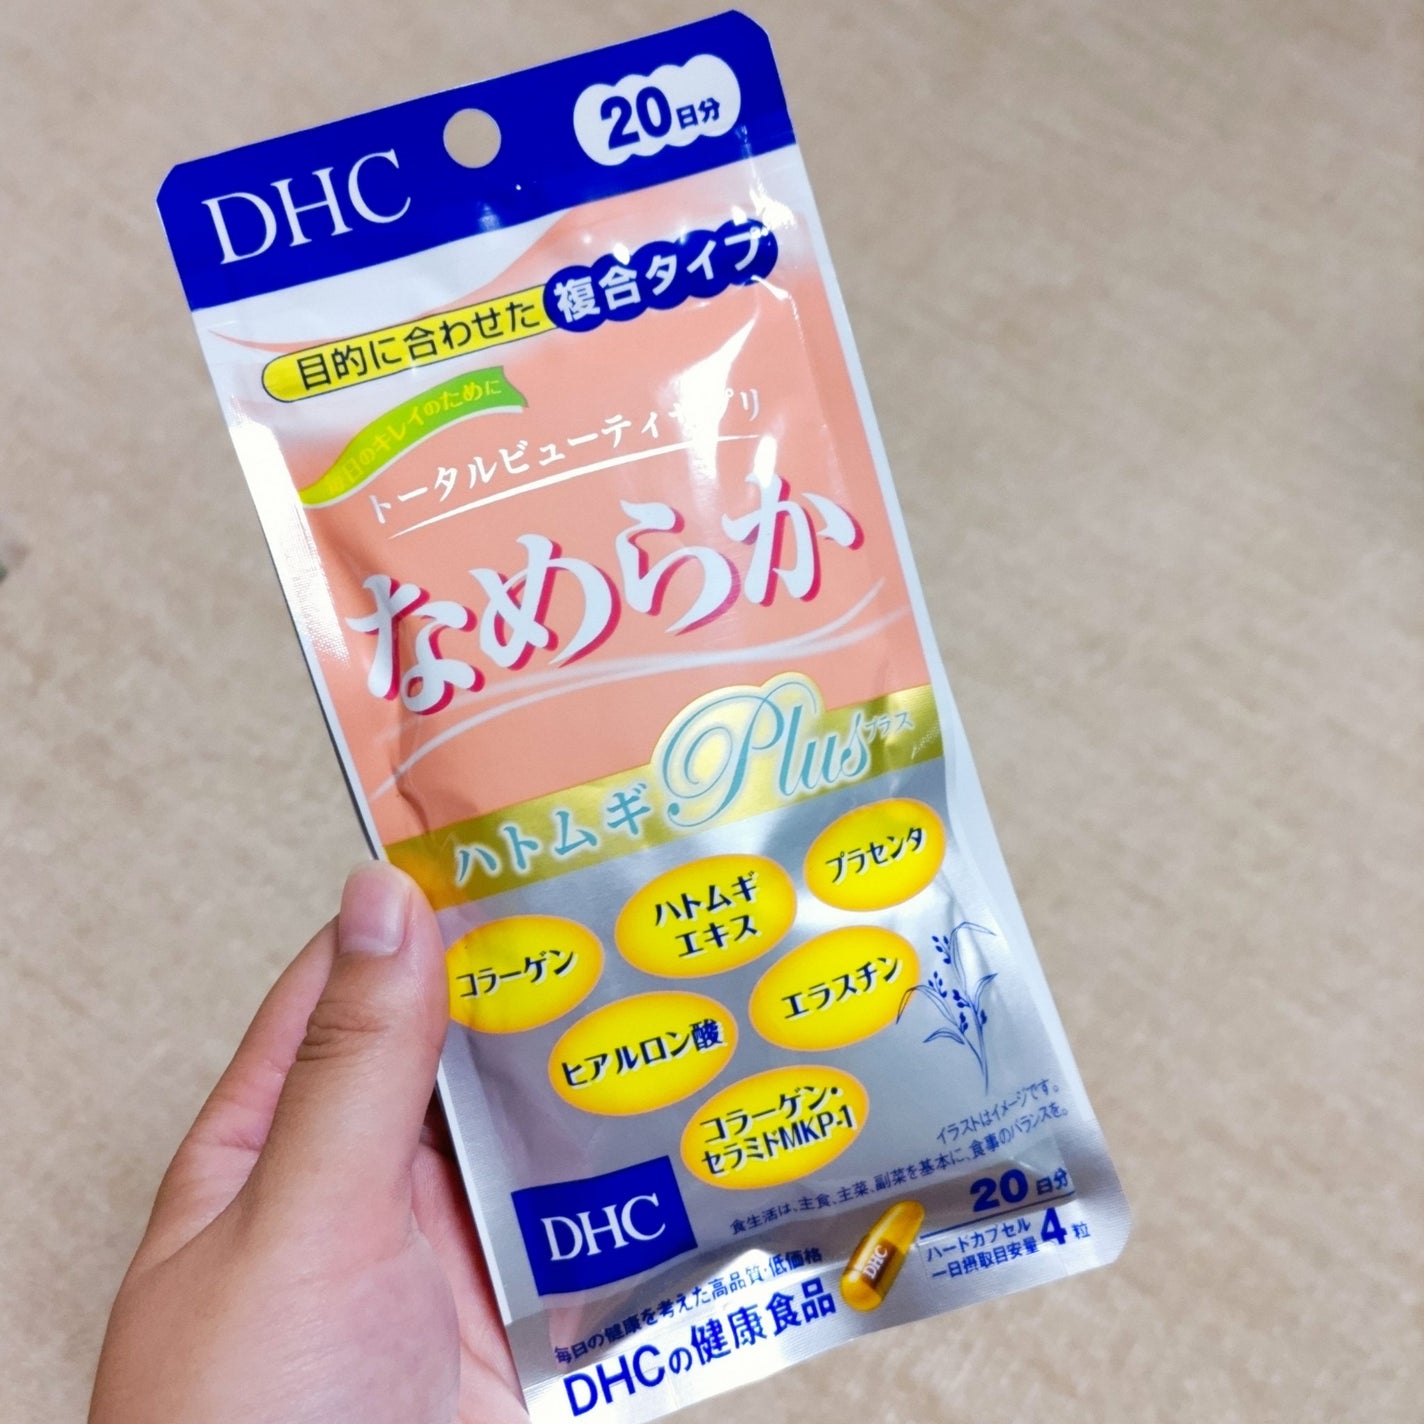 DHC
20日分
目的に合わせた 複合タイプ
毎日のキレイのために
トータルビューティサプリ
なめらか
ハトムギ Plus プラス
プラセンタ
ハトムギ
エキス
コラーゲン
エラスチン
ヒアルロン酸
コラーゲン・
セラミドMKP-1
イラストはイメージです。
食生活は、主食、主菜、副菜を基本に、食事のバランスを。
DHC
20日分
ハードカプセル
一日摂取目安量 4粒
DHC
毎日の健康を考えた高品質・低価格
DHCの健康食品